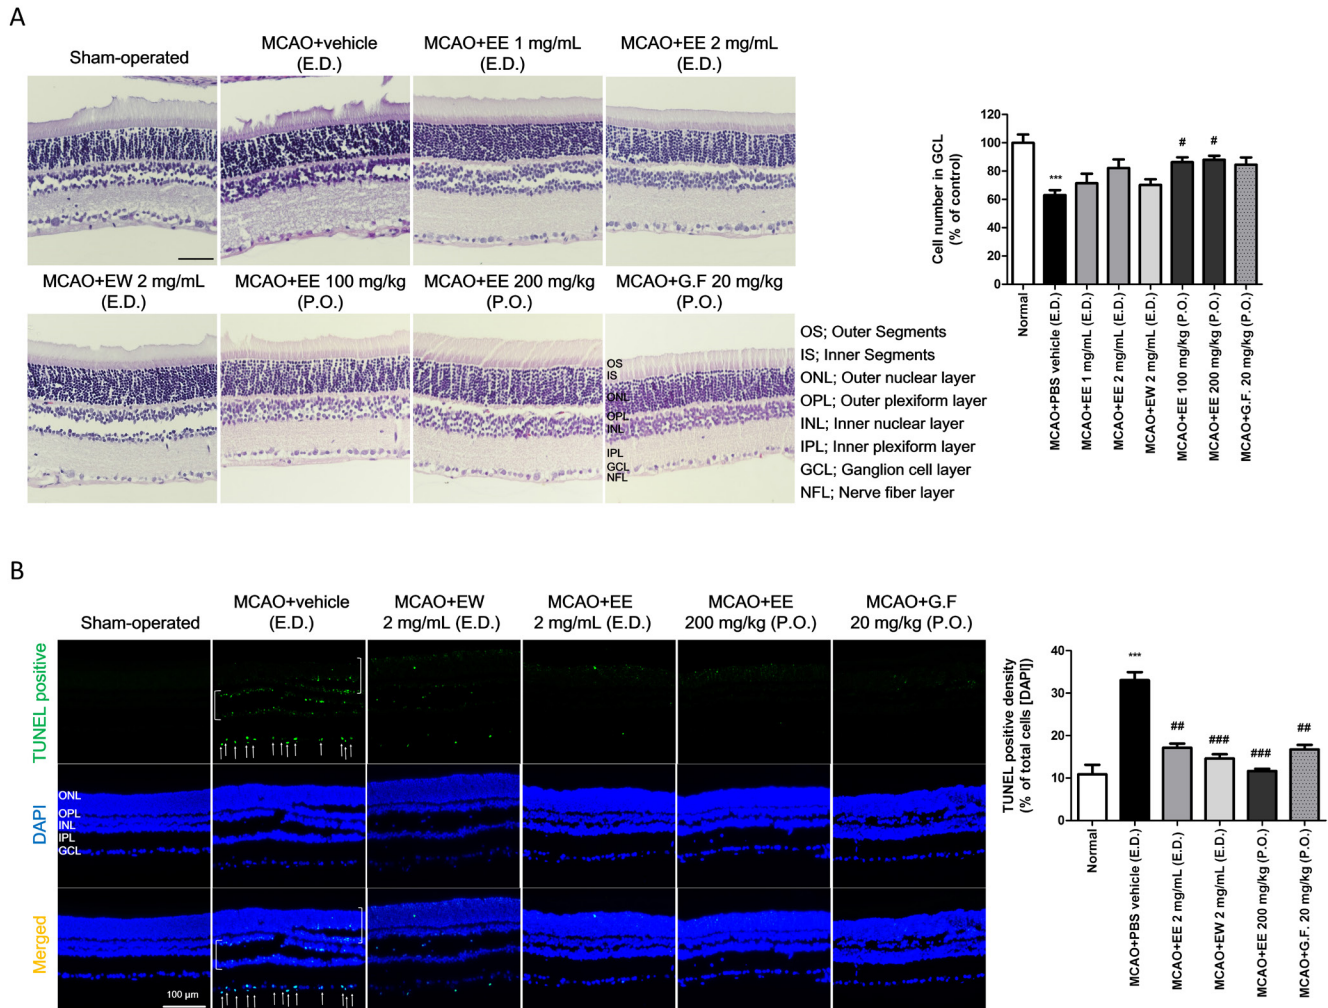 A
Sham-operated
MCAO+vehicle
(E.D.)
MCAO+EE 1 mg/mL
(E.D.)
MCAO+EE 2 mg/mL
(E.D.)
MCAO+EW 2 mg/mL
(E.D.)
MCAO+EE 100 mg/kg
(P.O.)
MCAO+EE 200 mg/kg
(P.O.)
MCAO+G.F 20 mg/kg
(P.O.)
OS
IS
ONL
OPL
INL
IPL
GCL
NFL
OS; Outer Segments
IS; Inner Segments
ONL; Outer nuclear layer
OPL; Outer plexiform layer
INL; Inner nuclear layer
IPL; Inner plexiform layer
GCL; Ganglion cell layer
NFL; Nerve fiber layer
Cell number in GCL
(% of control)
120
100
80
60
40
20
0
***
#
#
Normal
MCAO+PBS vehicle (E.D.)
MCAO+EE 1 mg/mL (E.D.)
MCAO+EE 2 mg/mL (E.D.)
MCAO+EW 2 mg/mL (E.D.)
MCAO+EE 100 mg/kg (P.O.)
MCAO+EE 200 mg/kg (P.O.)
MCAO+G.F. 20 mg/kg (P.O.)
B
Sham-operated
MCAO+vehicle
(E.D.)
MCAO+EW
2 mg/mL (E.D.)
MCAO+EE
2 mg/mL (E.D.)
MCAO+EE
200 mg/kg (P.O.)
MCAO+G.F
20 mg/kg (P.O.)
TUNEL positive
DAPI
ONL
OPL
INL
IPL
GCL
Merged
100 µm
TUNEL positive density
(% of total cells [DAPI])
40
30
20
10
0
***
##
###
###
##
Normal
MCAO+PBS vehicle (E.D.)
MCAO+EE 2 mg/mL (E.D.)
MCAO+EW 2 mg/mL (E.D.)
MCAO+EE 200 mg/kg (P.O.)
MCAO+G.F. 20 mg/kg (P.O.)